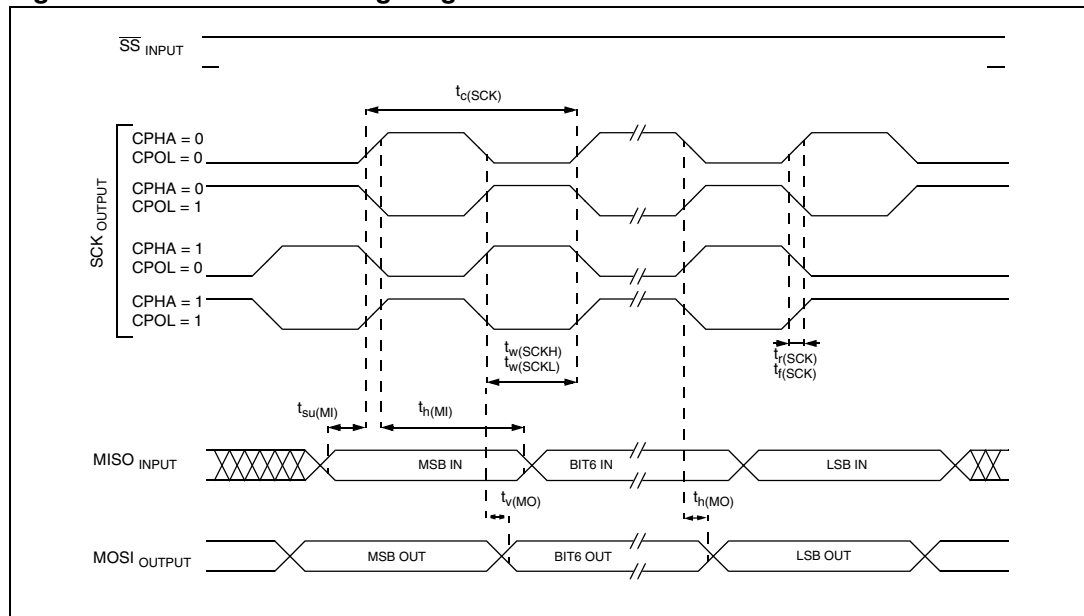 SS INPUT
tc(SCK)
SCK OUTPUT
CPHA = 0
CPOL = 0
CPHA = 0
CPOL = 1
CPHA = 1
CPOL = 0
CPHA = 1
CPOL = 1
tw(SCKH)
tw(SCKL)
tr(SCK)
tf(SCK)
tsu(MI)
th(MI)
MISO INPUT
MSB IN
BIT6 IN
LSB IN
tv(MO)
th(MO)
MOSI OUTPUT
MSB OUT
BIT6 OUT
LSB OUT